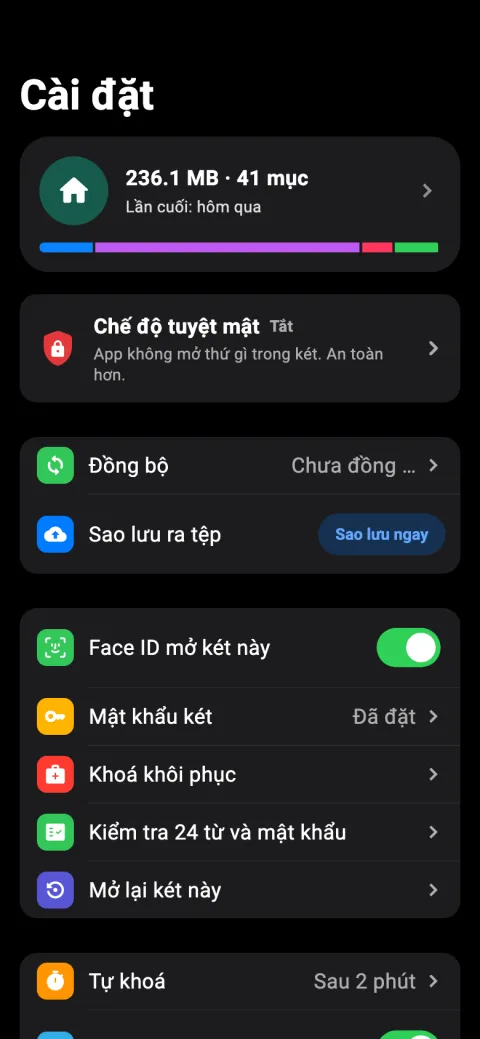 Cài đặt
236.1 MB · 41 mục
Lần cuối: hôm qua
Chế độ tuyệt mật Tắt
App không mở thứ gì trong két. An toàn
hơn.
Đồng bộ Chưa đồng ...
Sao lưu ra tệp Sao lưu ngay
Face ID mở két này
Mật khẩu két Đã đặt
Khoá khôi phục
Kiểm tra 24 từ và mật khẩu
Mở lại két này
Tự khoá Sau 2 phút